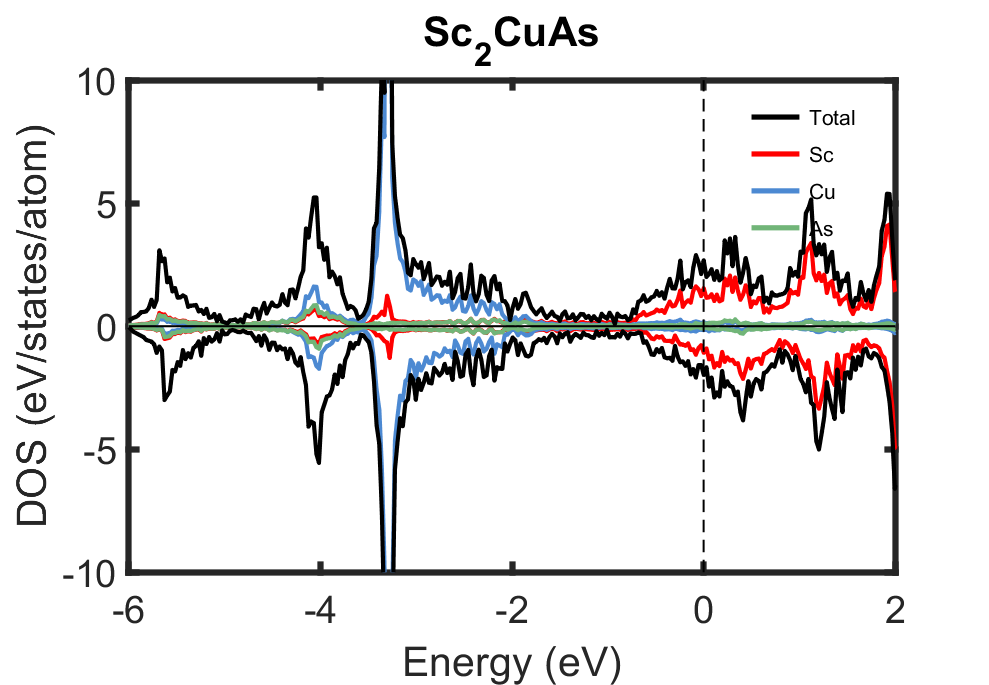 Sc₂CuAs
10
5
0
-5
-10
DOS (eV/states/atom)
Total
Sc
Cu
As
-6
-4
-2
0
2
Energy (eV)